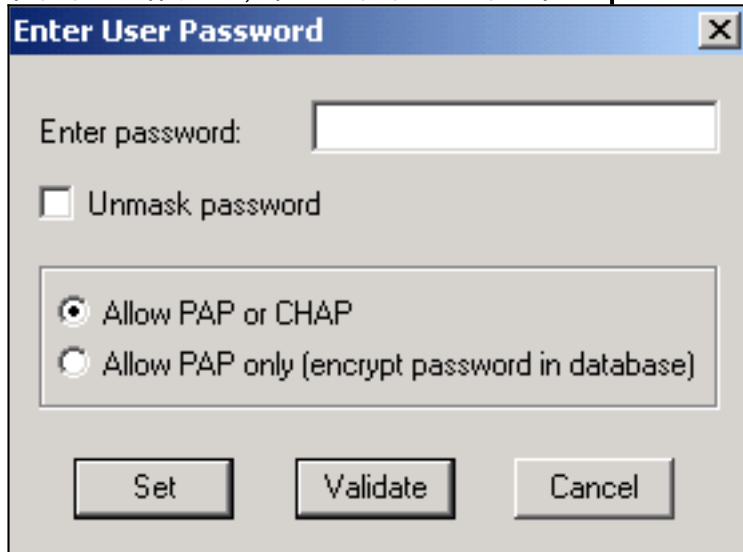 Enter User Password
Enter password:
Unmask password
Allow PAP or CHAP
Allow PAP only (encrypt password in database)
Set Validate Cancel